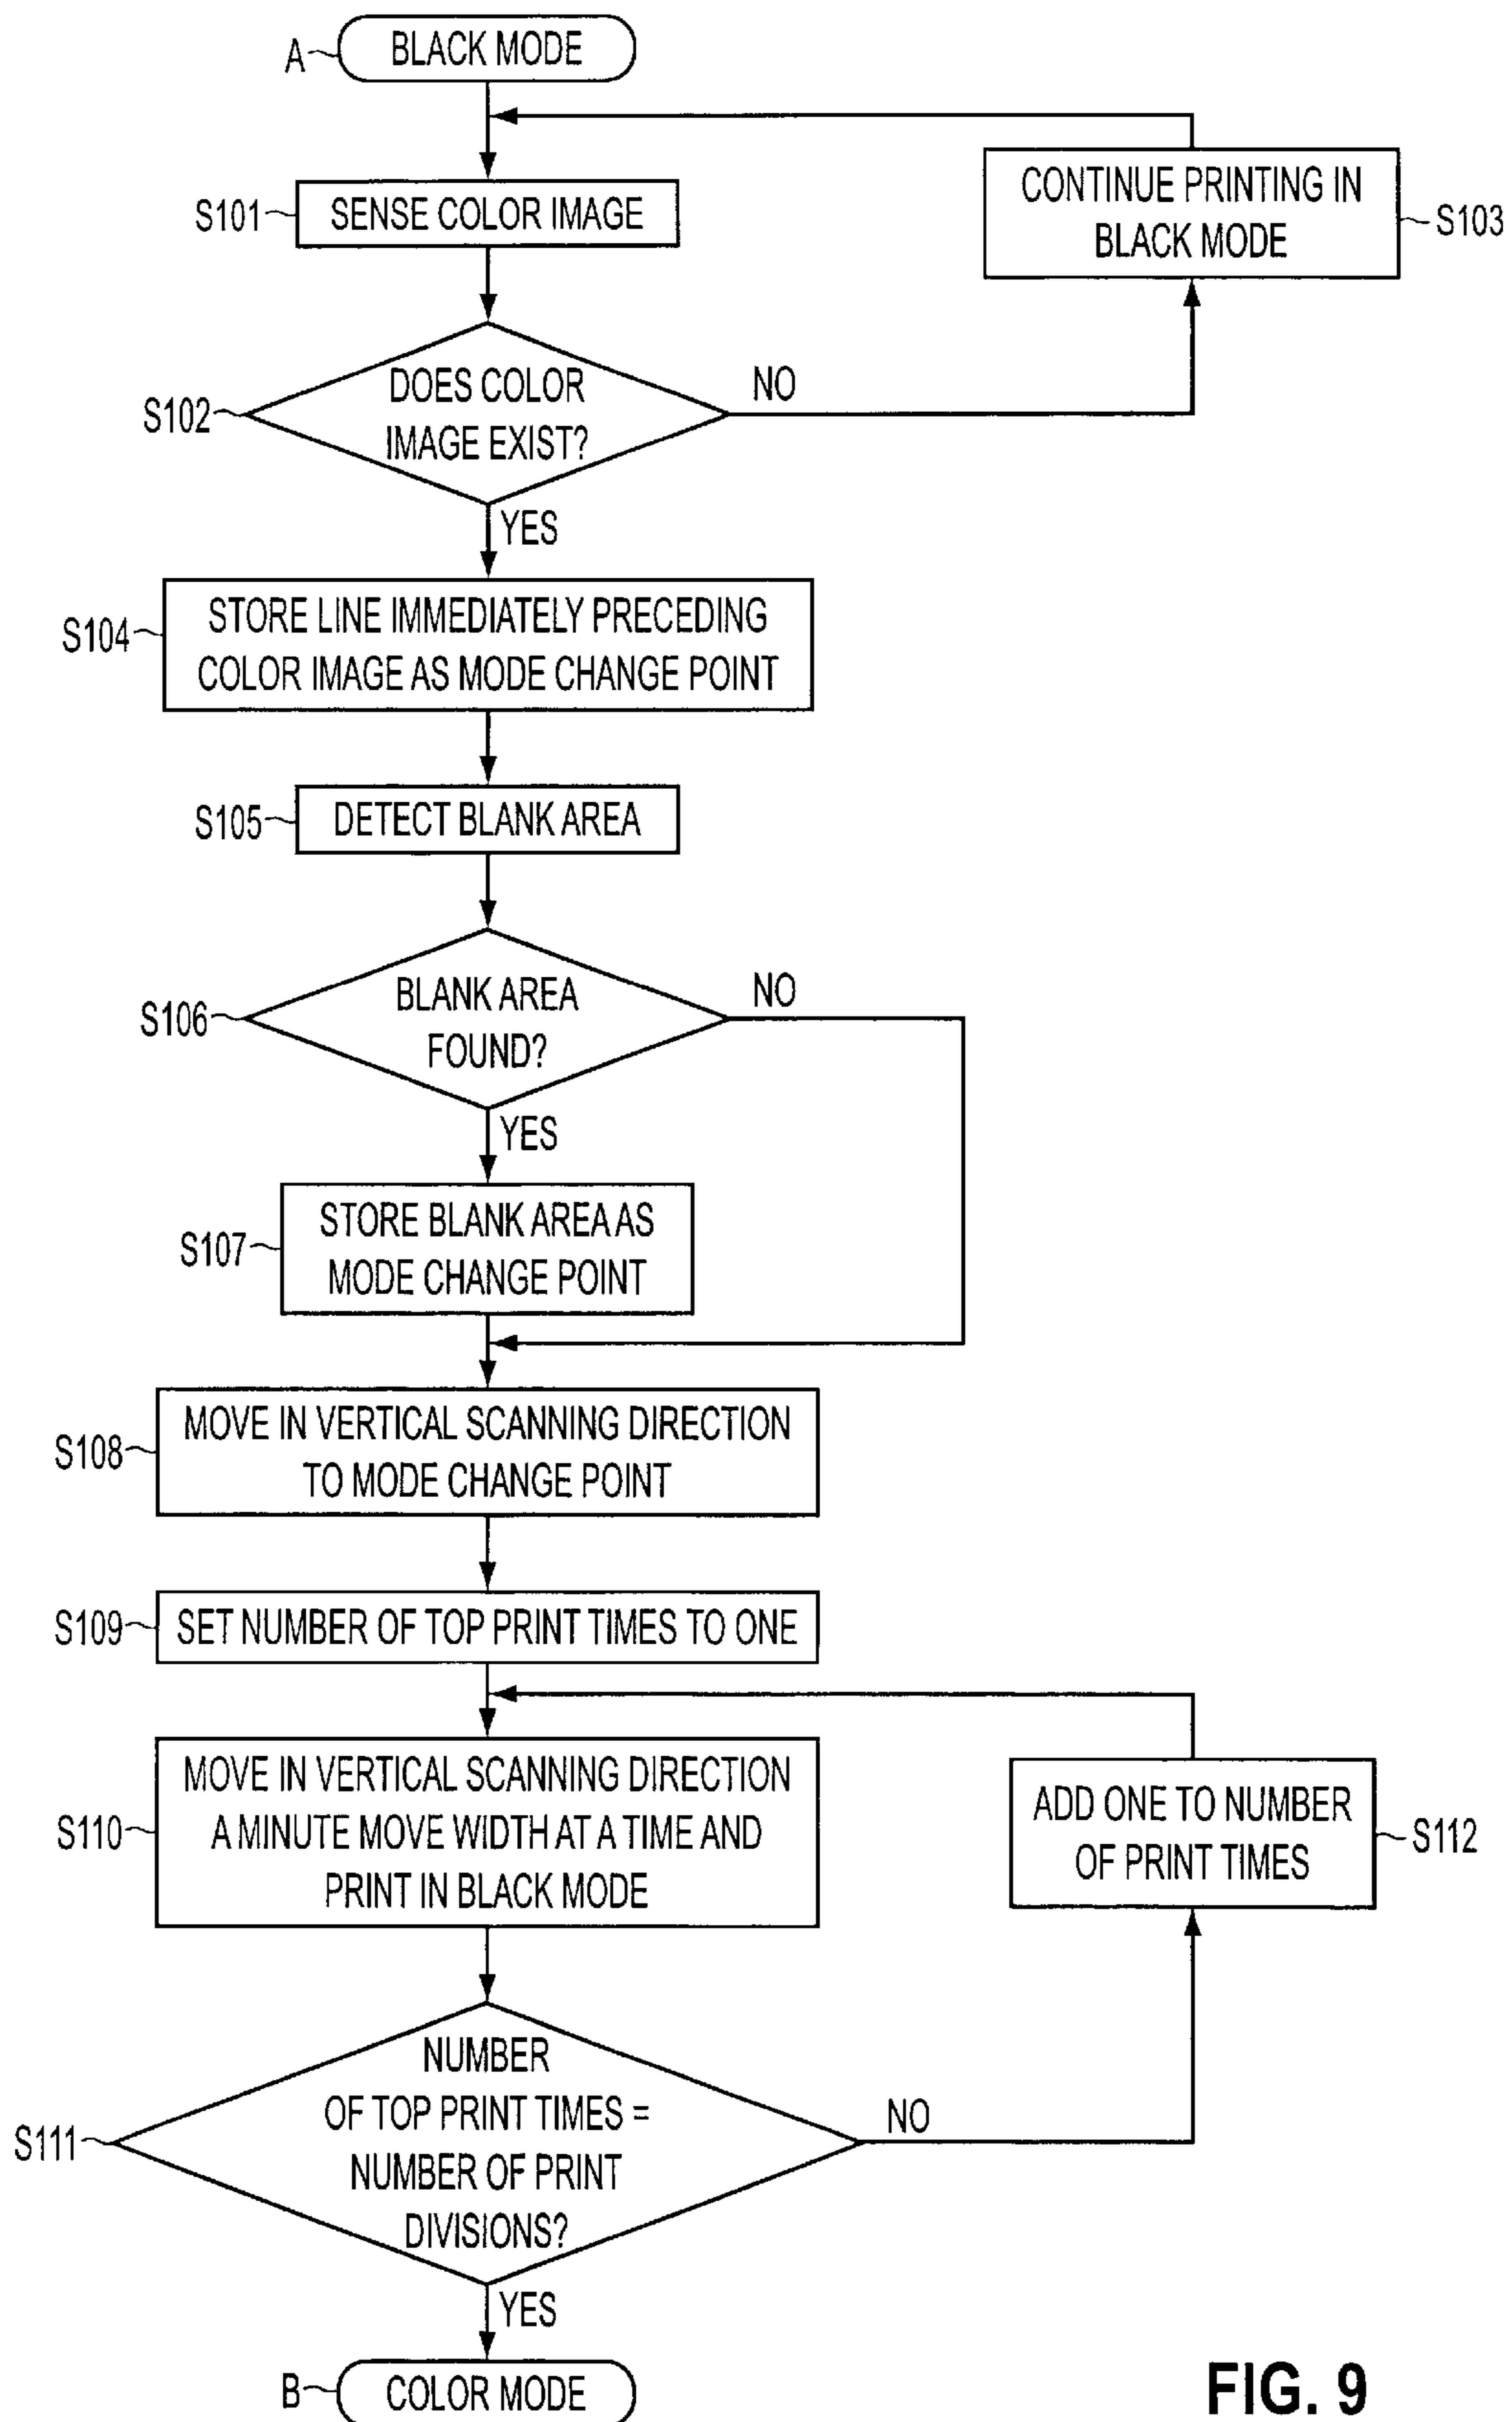 A
BLACK MODE
S101
SENSE COLOR IMAGE
CONTINUE PRINTING IN
BLACK MODE
S103
S102
DOES COLOR
IMAGE EXIST?
NO
YES
S104
STORE LINE IMMEDIATELY PRECEDING
COLOR IMAGE AS MODE CHANGE POINT
S105
DETECT BLANK AREA
S106
BLANK AREA
FOUND?
NO
YES
S107
STORE BLANK AREA AS
MODE CHANGE POINT
S108
MOVE IN VERTICAL SCANNING DIRECTION
TO MODE CHANGE POINT
S109
SET NUMBER OF TOP PRINT TIMES TO ONE
S110
MOVE IN VERTICAL SCANNING DIRECTION
A MINUTE MOVE WIDTH AT A TIME AND
PRINT IN BLACK MODE
ADD ONE TO NUMBER
OF PRINT TIMES
S112
S111
NUMBER
OF TOP PRINT TIMES =
NUMBER OF PRINT
DIVISIONS?
NO
YES
B
COLOR MODE
FIG. 9